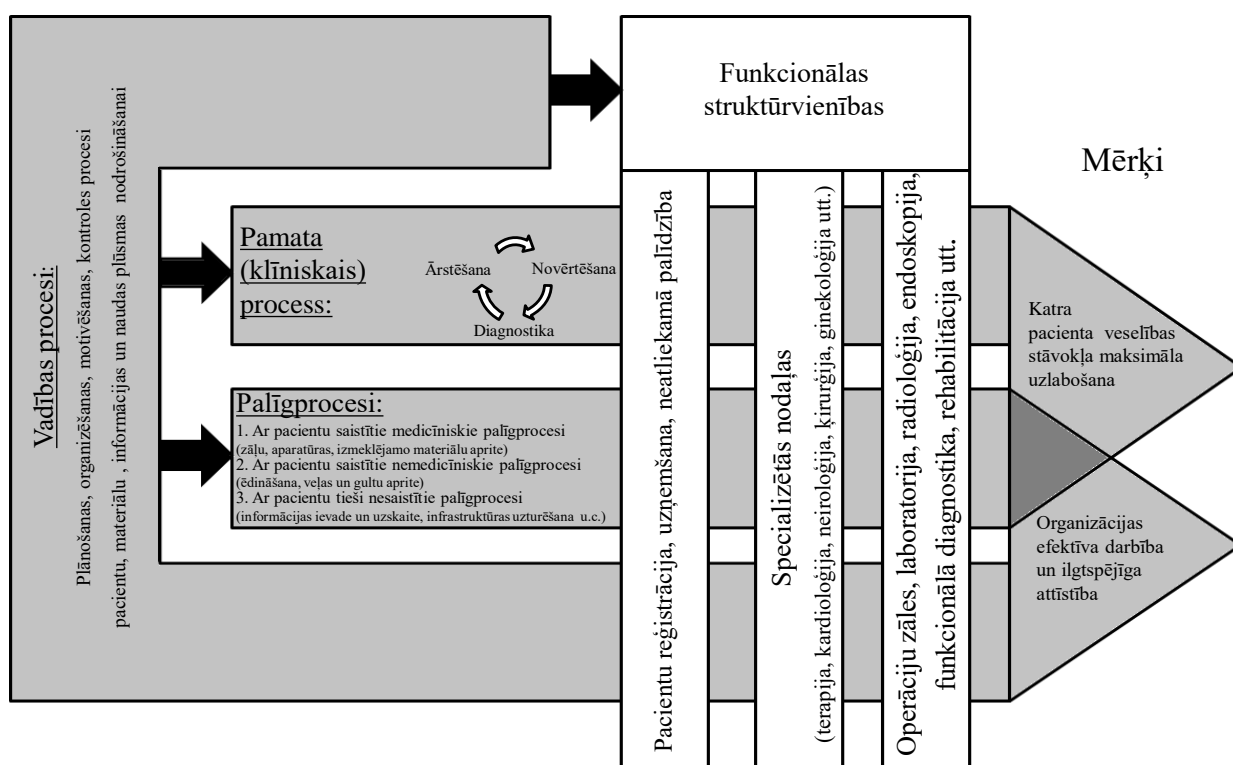 Vadības procesi:
Plānošanas, organizēšanas, motivēšanas, kontroles procesi
pacientu, materiālu , informācijas un naudas plūsmas nodrošināšanai
Funkcionālas
struktūrvienības
Mērķi
Pamata
(klīniskais)
process:
Ārstēšana
Novērtēšana
Diagnostika
Palīgprocesi:
1. Ar pacientu saistītie medicīniskie palīgprocesi
(zāļu, aparatūras, izmeklējamo materiālu aprite)
2. Ar pacientu saistītie nemedicīniskie palīgprocesi
(ēdināšana, veļas un gultu aprite)
3. Ar pacientu tieši nesaistītie palīgprocesi
(informācijas ievade un uzskaite, infrastruktūras uzturēšana u.c.)
Pacientu reģistrācija, uzņemšana, neatliekamā palīdzība
Specializētās nodaļas
(terapija, kardioloģija, neiroloģija, ķirurģija, ginekoloģija utt.)
Operāciju zāles, laboratorija, radioloģija, endoskopija,
funkcionālā diagnostika, rehabilitācija utt.
Katra
pacienta veselības
stāvokļa maksimāla
uzlabošana
Organizācijas
efektīva darbība
un ilgtspējīga
attīstība